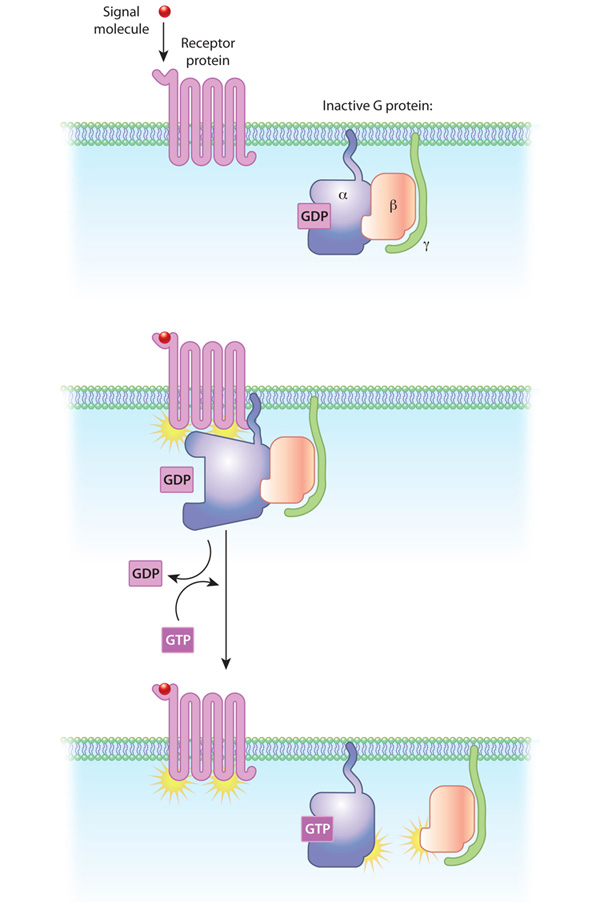 Signal
molecule
Receptor
protein
Inactive G protein:
α
β
GDP
γ
GDP
GDP
GTP
GTP